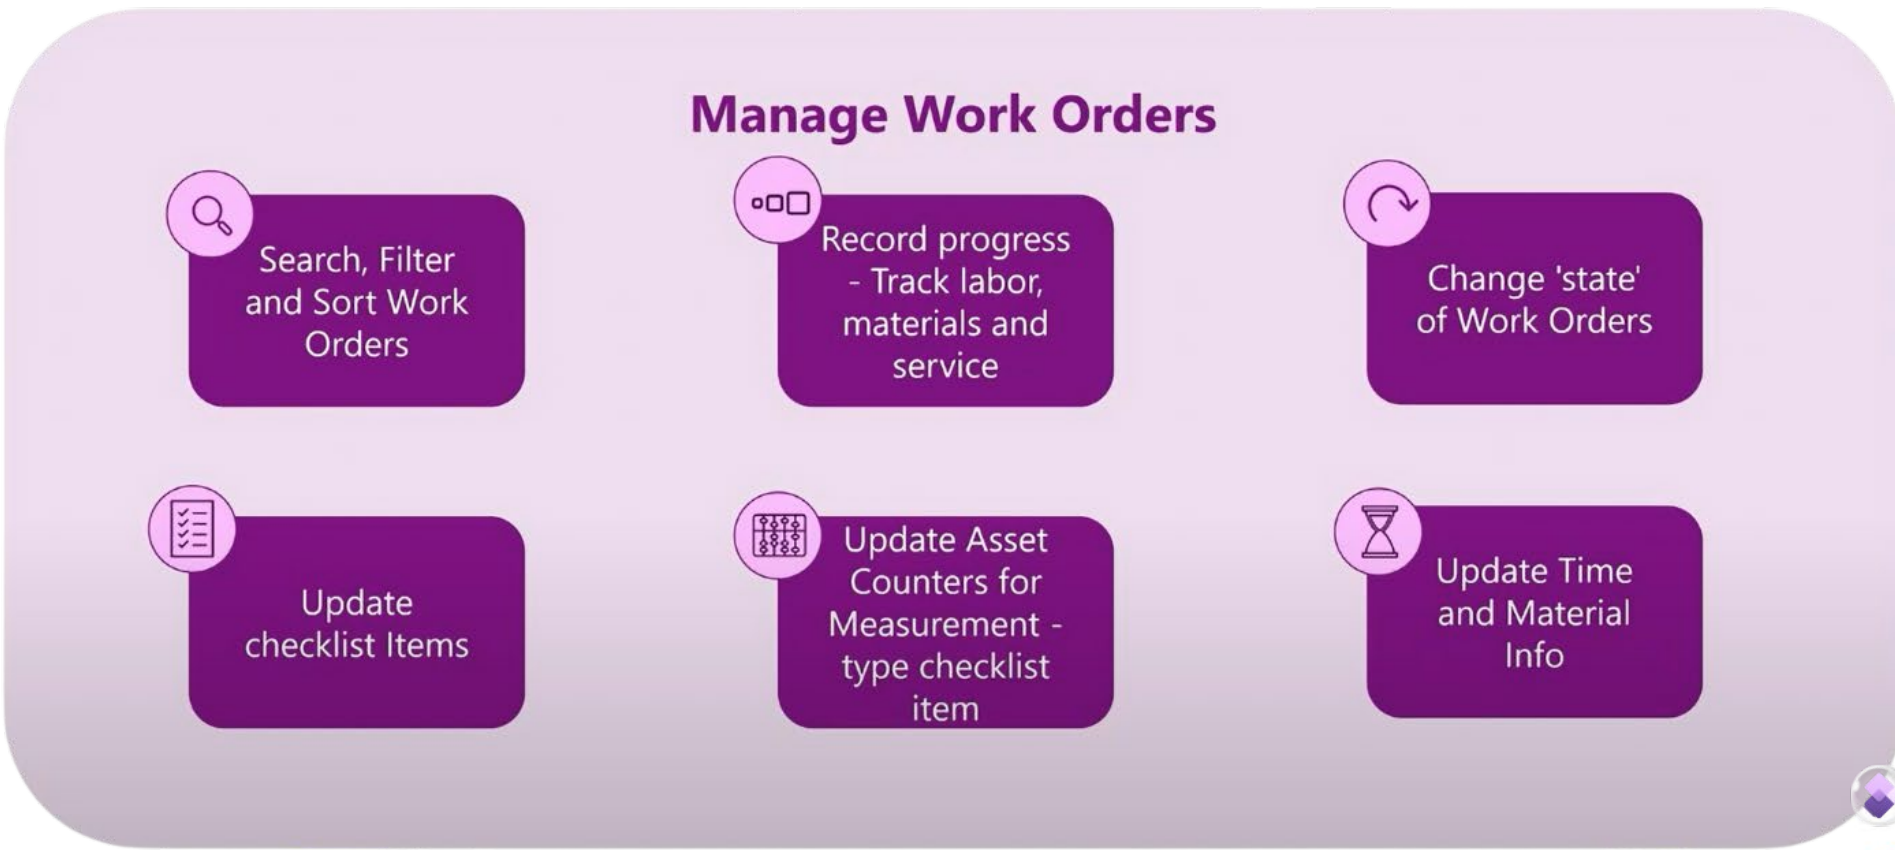 Manage Work Orders
Search, Filter
and Sort Work
Orders
Record progress
- Track labor,
materials and
service
Change 'state'
of Work Orders
Update
checklist Items
Update Asset
Counters for
Measurement -
type checklist
item
Update Time
and Material
Info